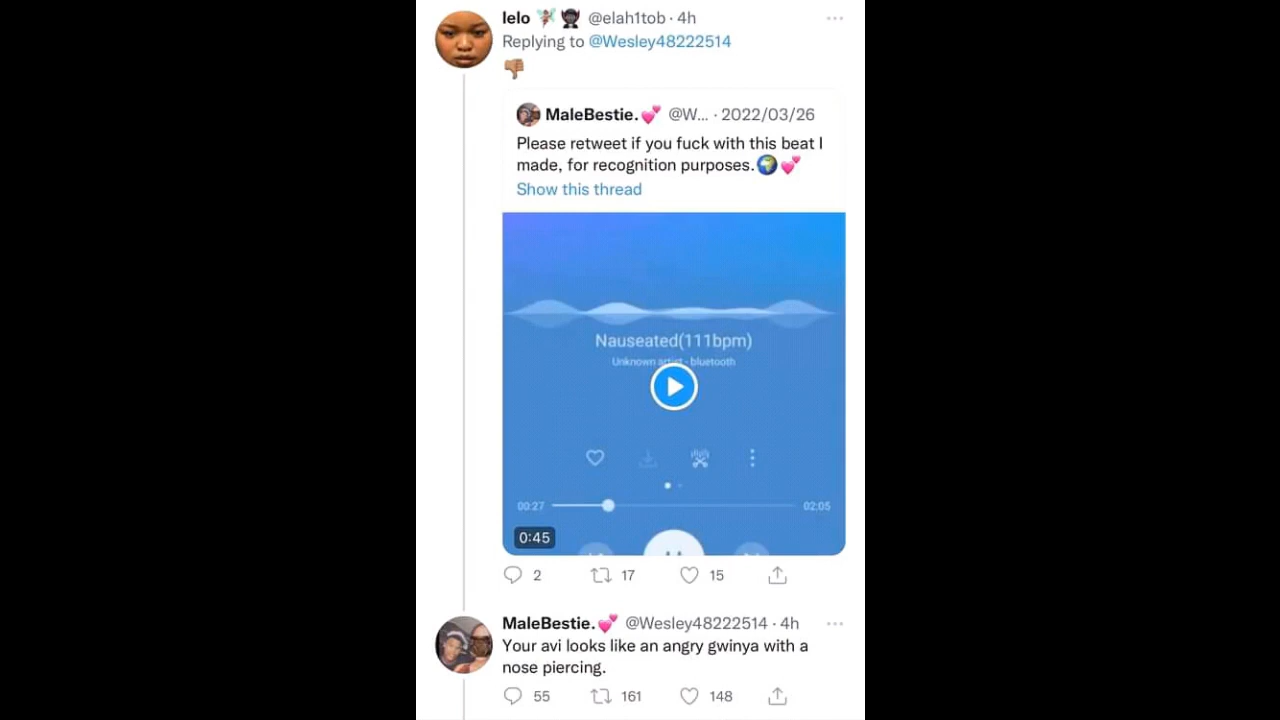 lelo 🧚🏽🦹🏿 @elah1tob · 4h
Replying to @Wesley48222514
👎🏽
MaleBestie.💕 @W... · 2022/03/26
Please retweet if you fuck with this beat I
made, for recognition purposes.🌍💕
Show this thread
Nauseated(111bpm)
Unknown artist - bluetooth
00:27 02:05
0:45
2 17 15
MaleBestie.💕 @Wesley48222514 · 4h
Your avi looks like an angry gwinya with a
nose piercing.
55 161 148